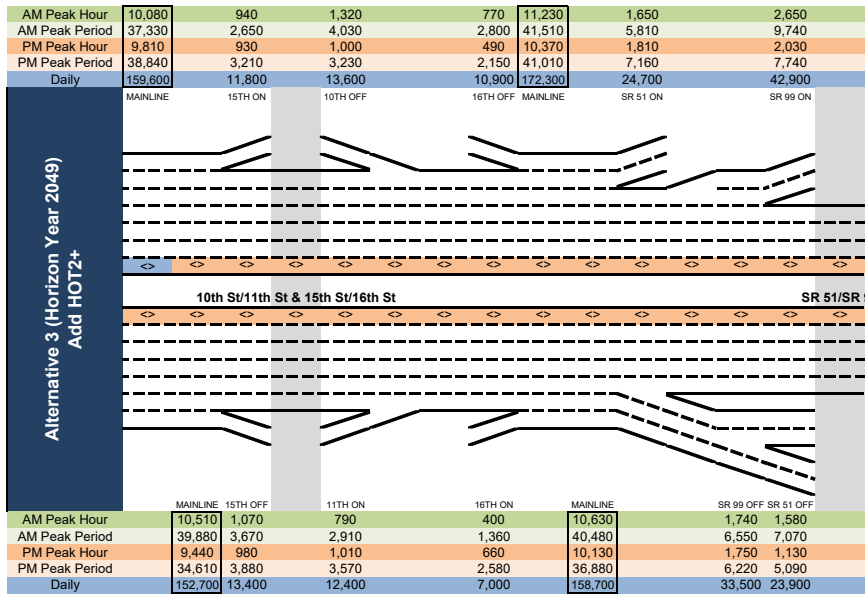 AM Peak Hour 10,080 940 1,320 770 11,230 1,650 2,650
AM Peak Period 37,330 2,650 4,030 2,800 41,510 5,810 9,740
PM Peak Hour 9,810 930 1,000 490 10,370 1,810 2,030
PM Peak Period 38,840 3,210 3,230 2,150 41,010 7,160 7,740
Daily 159,600 11,800 13,600 10,900 172,300 24,700 42,900
MAINLINE 15TH ON 10TH OFF 16TH OFF MAINLINE SR 51 ON SR 99 ON
Alternative 3 (Horizon Year 2049)
Add HOT2+
<> <> <> <> <> <> <> <> <> <> <> <> <> <> <>
10th St/11th St & 15th St/16th St SR 51/SR 9
<> <> <> <> <> <> <> <> <> <> <> <> <> <> <>
MAINLINE 15TH OFF 11TH ON 16TH ON MAINLINE SR 99 OFF SR 51 OFF
AM Peak Hour 10,510 1,070 790 400 10,630 1,740 1,580
AM Peak Period 39,880 3,670 2,910 1,360 40,480 6,550 7,070
PM Peak Hour 9,440 980 1,010 660 10,130 1,750 1,130
PM Peak Period 34,610 3,880 3,570 2,580 36,880 6,220 5,090
Daily 152,700 13,400 12,400 7,000 158,700 33,500 23,900